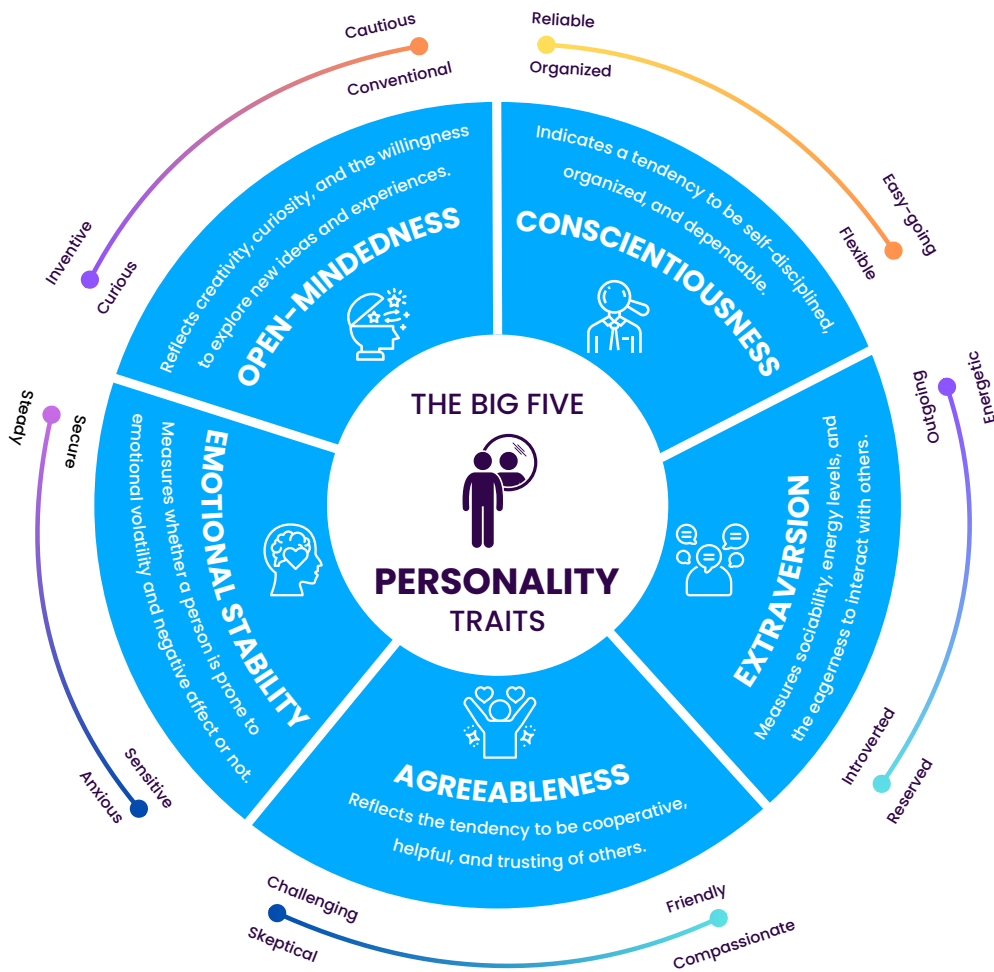 THE BIG FIVE
PERSONALITY
TRAITS
Cautious
Conventional
Inventive
Curious
Reflects creativity, curiosity, and the willingness
to explore new ideas and experiences.
OPEN-MINDEDNESS
Reliable
Organized
Easy-going
Flexible
Indicates a tendency to be self-disciplined,
organized, and dependable.
CONSCIENTIOUSNESS
Energetic
Outgoing
Introverted
Reserved
EXTRAVERSION
Measures sociability, energy levels, and
the eagerness to interact with others.
AGREEABLENESS
Reflects the tendency to be cooperative,
helpful, and trusting of others.
Challenging
Skeptical
Friendly
Compassionate
Steady
Secure
Sensitive
Anxious
EMOTIONAL STABILITY
Measures whether a person is prone to
emotional volatility and negative affect or not.